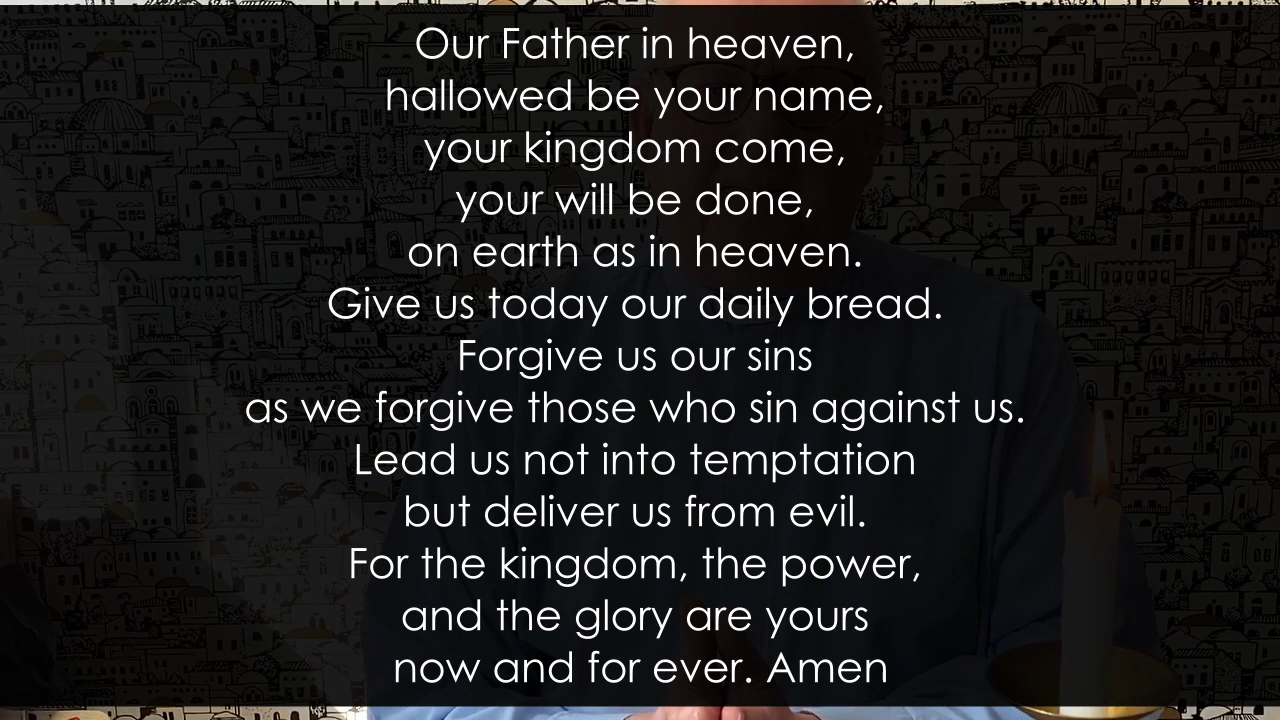 Our Father in heaven,
hallowed be your name,
your kingdom come,
your will be done,
on earth as in heaven.
Give us today our daily bread.
Forgive us our sins
as we forgive those who sin against us.
Lead us not into temptation
but deliver us from evil.
For the kingdom, the power,
and the glory are yours
now and for ever. Amen